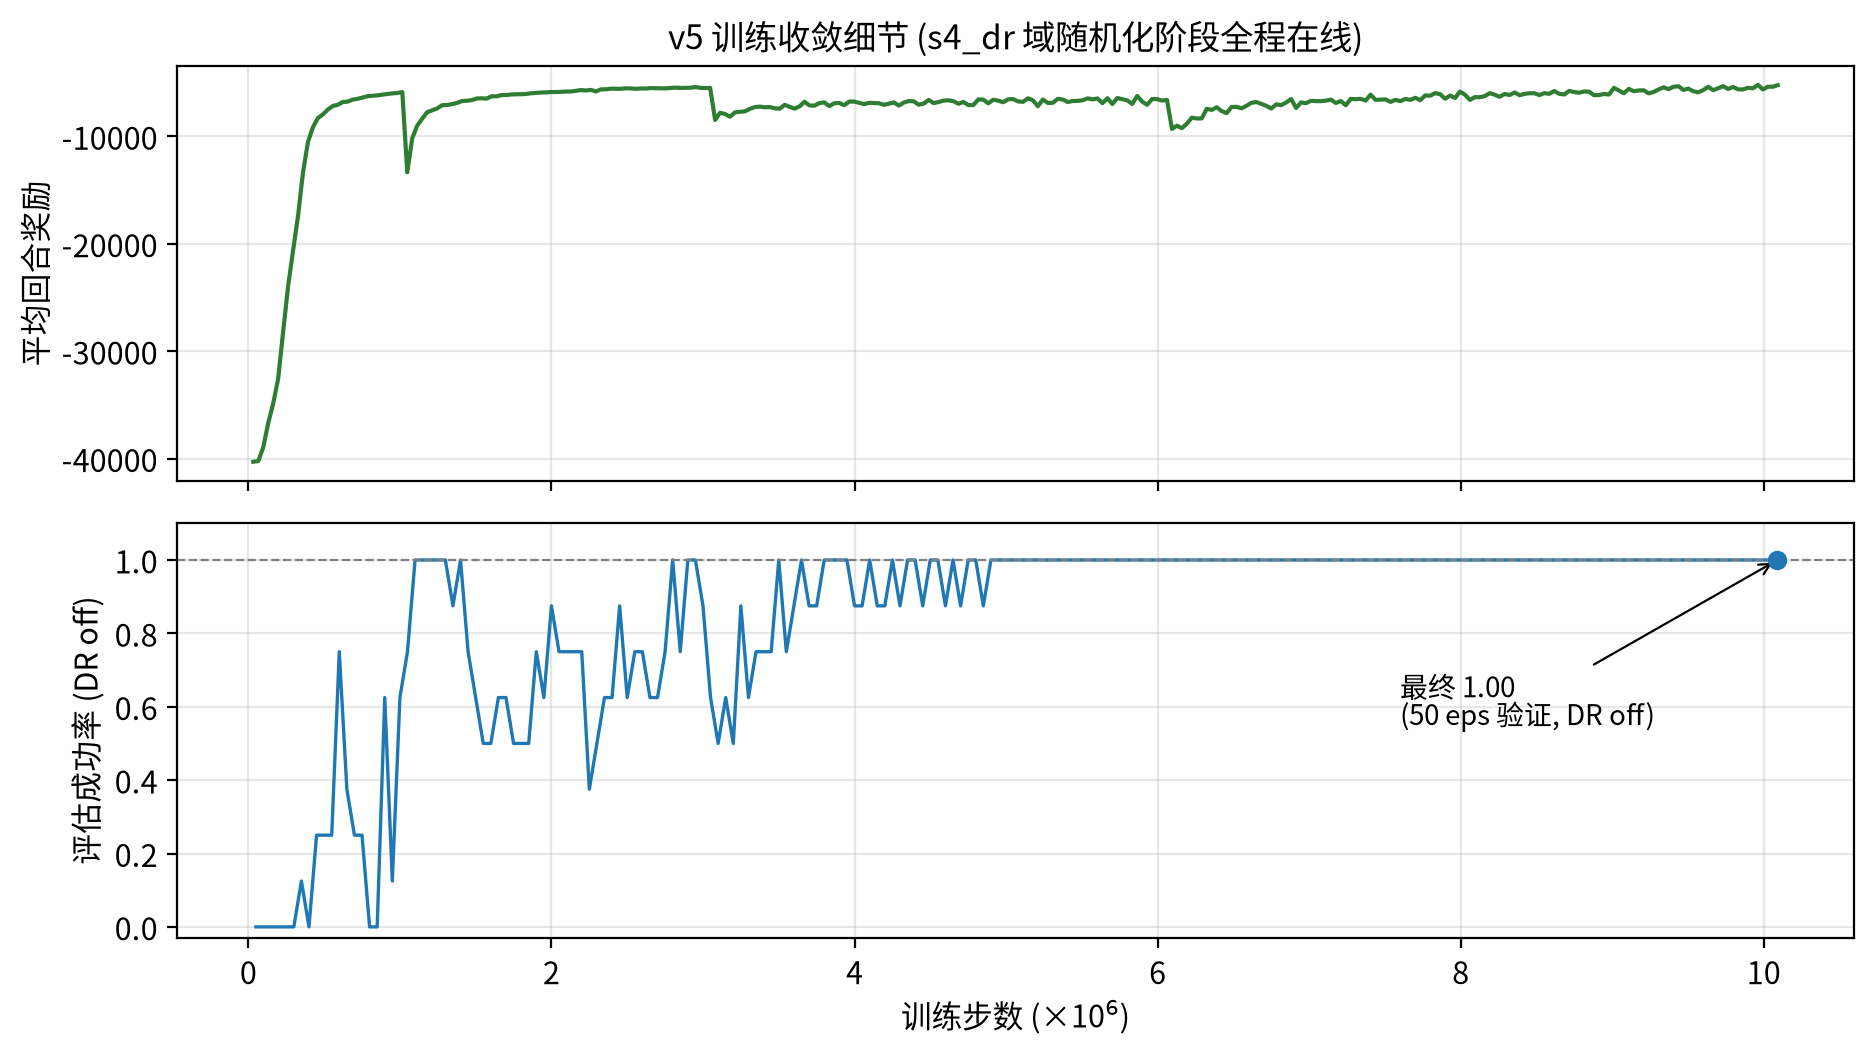 v5 训练收敛细节 (s4_dr 域随机化阶段全程在线)
平均回合奖励
-10000
-20000
-30000
-40000
评估成功率 (DR off)
1.0
0.8
0.6
0.4
0.2
0.0
最终 1.00
(50 eps 验证, DR off)
0 2 4 6 8 10
训练步数 (×10⁶)